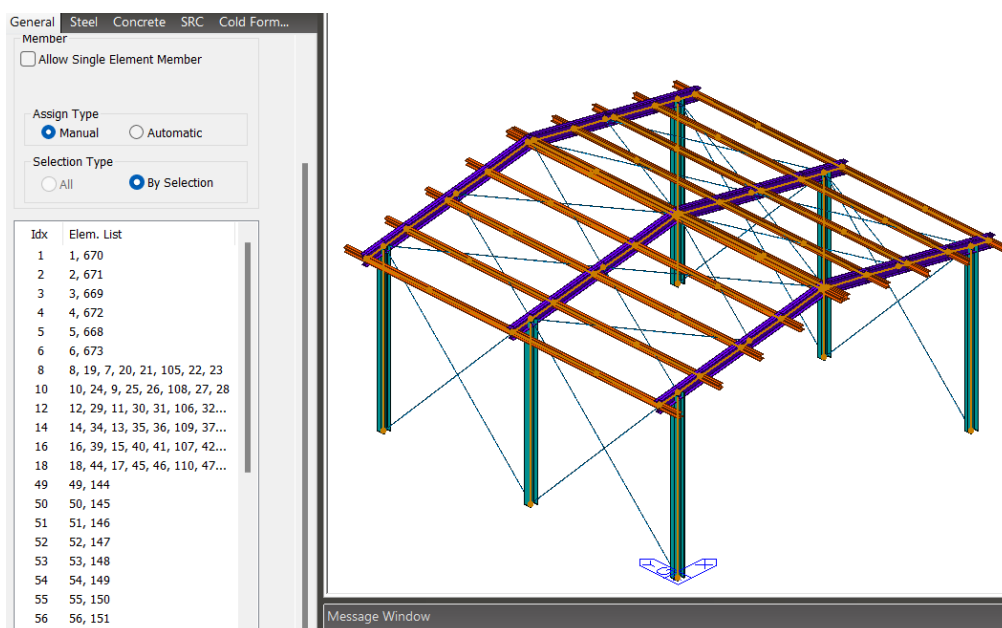 General Steel Concrete SRC Cold Form...
Member
Allow Single Element Member
Assign Type
Manual Automatic
Selection Type
All By Selection
Idx Elem. List
1 1, 670
2 2, 671
3 3, 669
4 4, 672
5 5, 668
6 6, 673
8 8, 19, 7, 20, 21, 105, 22, 23
10 10, 24, 9, 25, 26, 108, 27, 28
12 12, 29, 11, 30, 31, 106, 32...
14 14, 34, 13, 35, 36, 109, 37...
16 16, 39, 15, 40, 41, 107, 42...
18 18, 44, 17, 45, 46, 110, 47...
49 49, 144
50 50, 145
51 51, 146
52 52, 147
53 53, 148
54 54, 149
55 55, 150
56 56, 151
Message Window